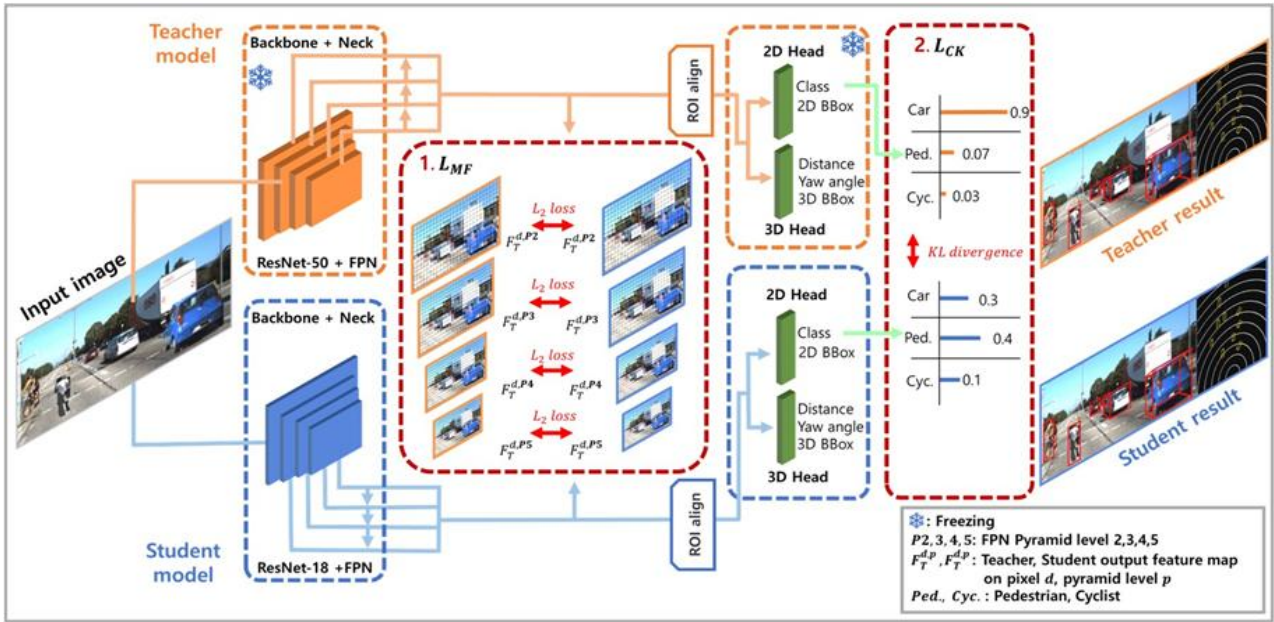 Teacher
model
Backbone + Neck
ResNet-50 + FPN
Input image
Backbone + Neck
ResNet-18 +FPN
Student
model
1. L_MF
L_2 loss
F_T^{d,P2} F_T^{d,P2}
L_2 loss
F_T^{d,P3} F_T^{d,P3}
L_2 loss
F_T^{d,P4} F_T^{d,P4}
L_2 loss
F_T^{d,P5} F_T^{d,P5}
ROI align
ROI align
2D Head
Class
2D BBox
Distance
Yaw angle
3D BBox
3D Head
2D Head
Class
2D BBox
Distance
Yaw angle
3D BBox
3D Head
2. L_CK
Car 0.9
Ped. 0.07
Cyc. 0.03
KL divergence
Car 0.3
Ped. 0.4
Cyc. 0.1
Teacher result
Student result
: Freezing
P2,3,4,5: FPN Pyramid level 2,3,4,5
F_T^{d,p}, F_T^{d,p} : Teacher, Student output feature map
on pixel d, pyramid level p
Ped., Cyc. : Pedestrian, Cyclist